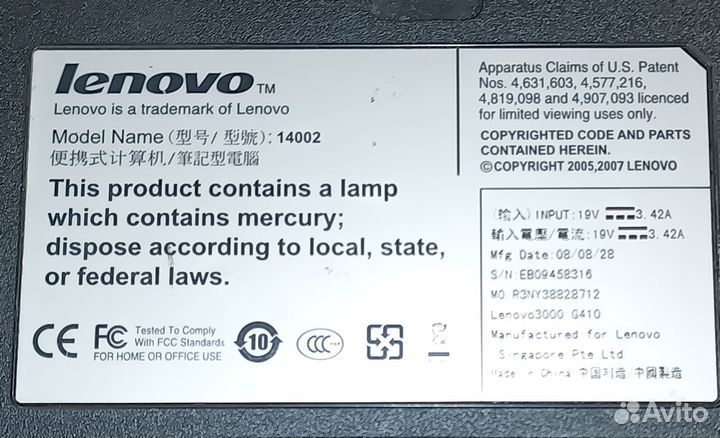 lenovo TM
Lenovo is a trademark of Lenovo
Model Name (型号/ 型號): 14002
便携式计算机/筆記型電腦
This product contains a lamp
which contains mercury;
dispose according to local, state,
or federal laws.
CE FC Tested To Comply
With FCC Standards
FOR HOME OR OFFICE USE
10
CCC
Apparatus Claims of U.S. Patent
Nos. 4,631,603, 4,577,216,
4,819,098 and 4,907,093 licenced
for limited viewing uses only.
COPYRIGHTED CODE AND PARTS
CONTAINED HEREIN.
©COPYRIGHT 2005,2007 LENOVO
(输入) INPUT:19V 3.42A
輸入電壓/電流:19V 3.42A
Mfg Date:08/08/28
S/N:EB09458316
MO R3NY38828712
Lenovo3000 G410
Manufactured for Lenovo
Singapore Pte Ltd
Made in 中国制造/中國製造
Avito